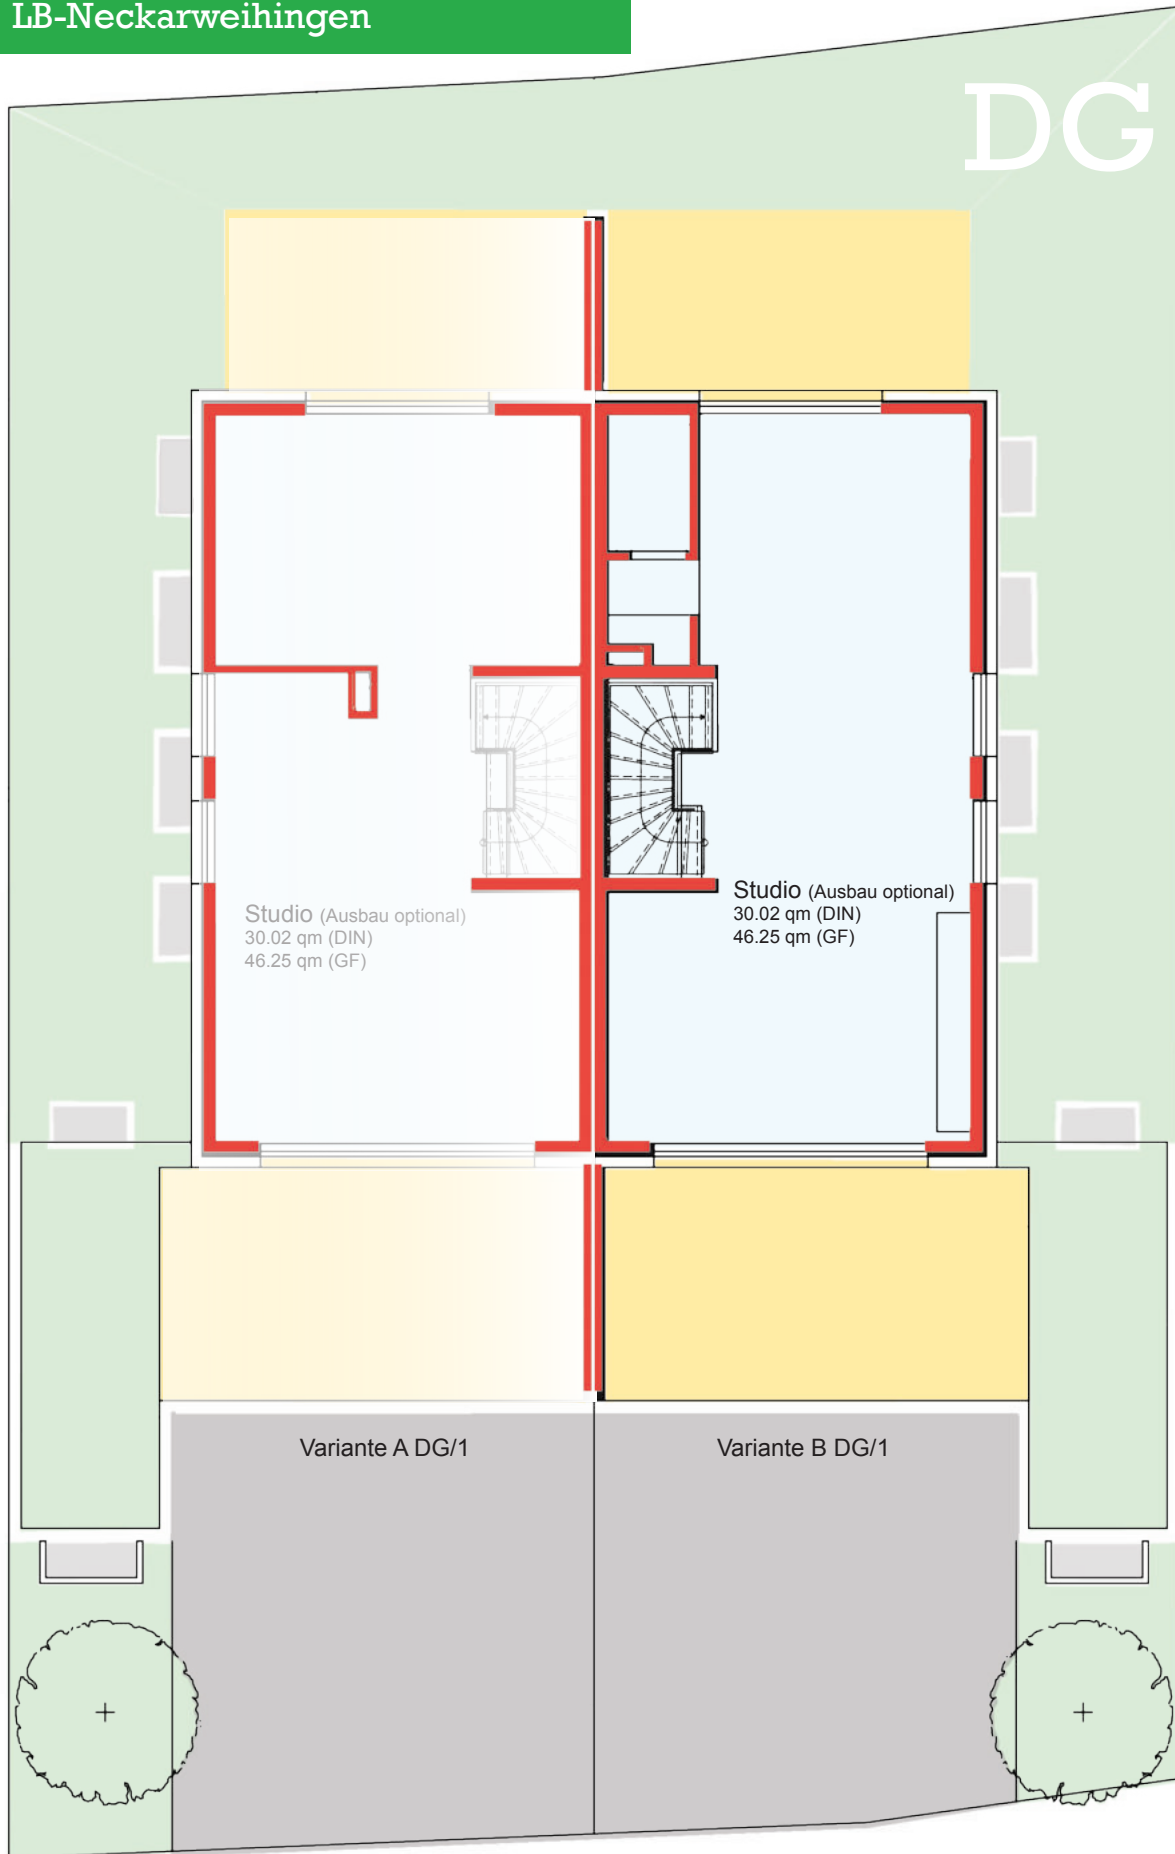 LB-Neckarweihingen
DG
Studio (Ausbau optional)
30.02 qm (DIN)
46.25 qm (GF)
Studio (Ausbau optional)
30.02 qm (DIN)
46.25 qm (GF)
Variante A DG/1
Variante B DG/1